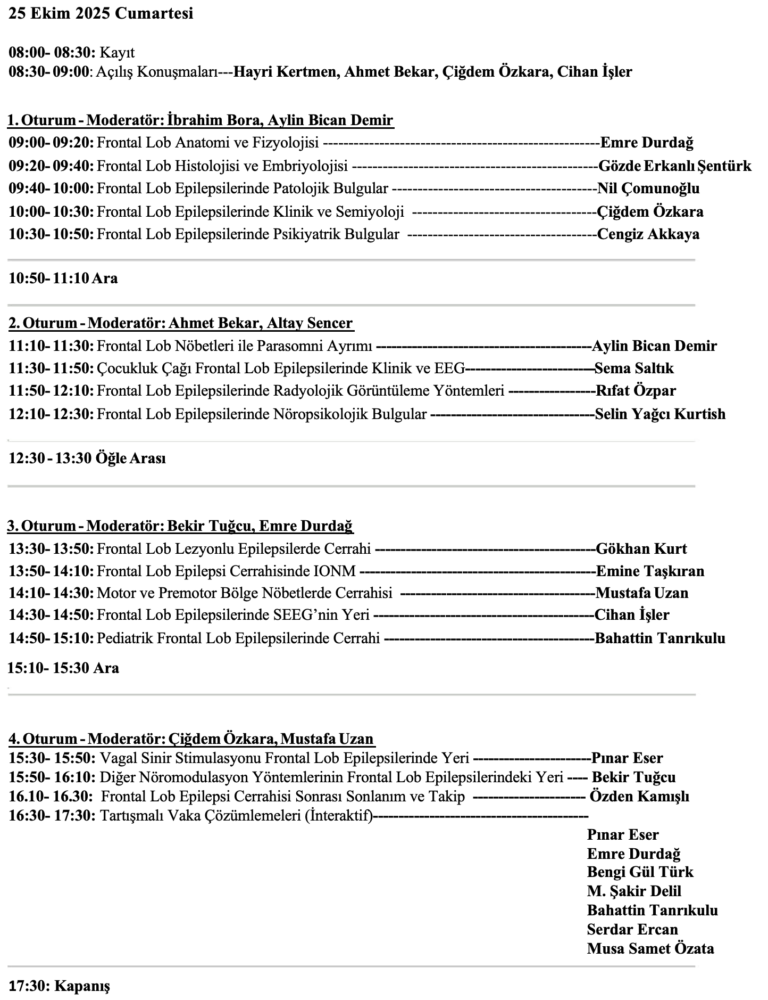 25 Ekim 2025 Cumartesi
08:00- 08:30: Kayıt
08:30- 09:00: Açılış Konuşmaları---Hayri Kertmen, Ahmet Bekar, Çiğdem Özkara, Cihan İşler
1. Oturum - Moderatör: İbrahim Bora, Aylin Bican Demir
09:00- 09:20: Frontal Lob Anatomi ve Fizyolojisi ------------------------------------------------------Emre Durdağ
09:20- 09:40: Frontal Lob Histolojisi ve Embriyolojisi ------------------------------------------------Gözde Erkanlı Şentürk
09:40- 10:00: Frontal Lob Epilepsilerinde Patolojik Bulgular ----------------------------------------Nil Çomunoğlu
10:00- 10:30: Frontal Lob Epilepsilerinde Klinik ve Semiyoloji ------------------------------------Çiğdem Özkara
10:30- 10:50: Frontal Lob Epilepsilerinde Psikiyatrik Bulgular -------------------------------------Cengiz Akkaya
10:50- 11:10 Ara
2. Oturum - Moderatör: Ahmet Bekar, Altay Sencer
11:10- 11:30: Frontal Lob Nöbetleri ile Parasomni Ayrımı ------------------------------------------Aylin Bican Demir
11:30- 11:50: Çocukluk Çağı Frontal Lob Epilepsilerinde Klinik ve EEG-------------------------Sema Saltık
11:50- 12:10: Frontal Lob Epilepsilerinde Radyolojik Görüntüleme Yöntemleri -----------------Rıfat Özpar
12:10- 12:30: Frontal Lob Epilepsilerinde Nöropsikolojik Bulgular --------------------------------Selin Yağcı Kurtish
12:30 - 13:30 Öğle Arası
3. Oturum - Moderatör: Bekir Tuğcu, Emre Durdağ
13:30- 13:50: Frontal Lob Lezyonlu Epilepsilerde Cerrahi -------------------------------------------Gökhan Kurt
13:50- 14:10: Frontal Lob Epilepsi Cerrahisinde IONM ----------------------------------------------Emine Taşkıran
14:10- 14:30: Motor ve Premotor Bölge Nöbetlerde Cerrahisi --------------------------------------Mustafa Uzan
14:30- 14:50: Frontal Lob Epilepsilerinde SEEG’nin Yeri -------------------------------------------Cihan İşler
14:50- 15:10: Pediatrik Frontal Lob Epilepsilerinde Cerrahi -----------------------------------------Bahattin Tanrıkulu
15:10- 15:30 Ara
4. Oturum - Moderatör: Çiğdem Özkara, Mustafa Uzan
15:30- 15:50: Vagal Sinir Stimulasyonu Frontal Lob Epilepsilerinde Yeri -----------------------Pınar Eser
15:50- 16:10: Diğer Nöromodulasyon Yöntemlerinin Frontal Lob Epilepsilerindeki Yeri ---- Bekir Tuğcu
16.10- 16.30: Frontal Lob Epilepsi Cerrahisi Sonrası Sonlanım ve Takip ---------------------- Özden Kamışlı
16:30- 17:30: Tartışmalı Vaka Çözümlemeleri (İnteraktif)------------------------------------------
Pınar Eser
Emre Durdağ
Bengi Gül Türk
M. Şakir Delil
Bahattin Tanrıkulu
Serdar Ercan
Musa Samet Özata
17:30: Kapanış